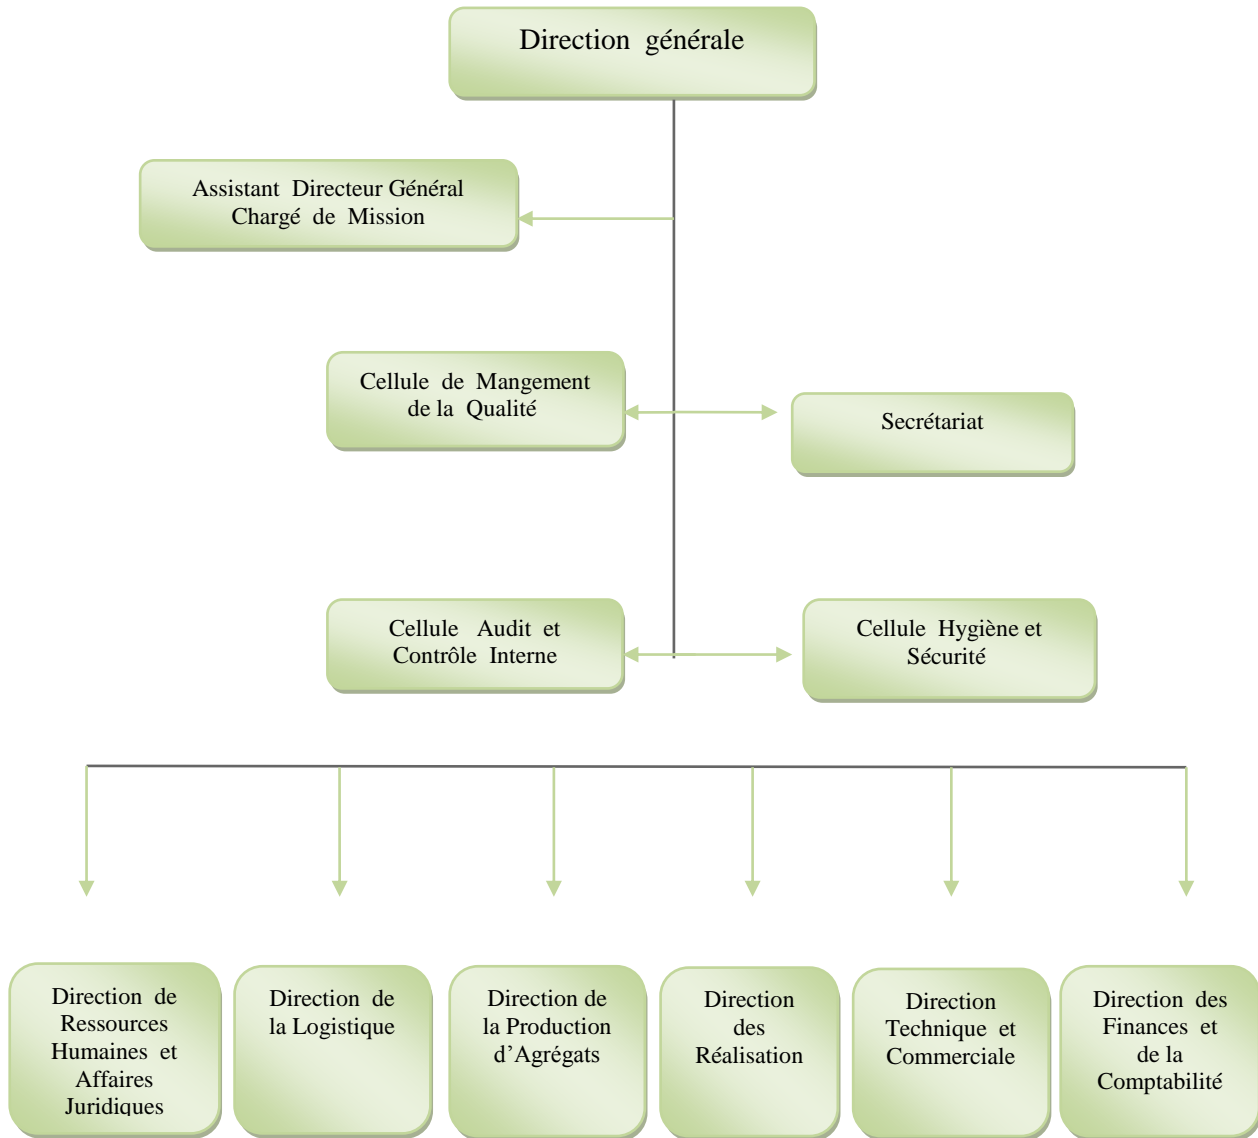 Direction générale
Assistant Directeur Général
Chargé de Mission
Cellule de Mangement
de la Qualité
Secrétariat
Cellule Audit et
Contrôle Interne
Cellule Hygiène et
Sécurité
Direction de
Ressources
Humaines et
Affaires
Juridiques
Direction de
la Logistique
Direction de
la Production
d’Agrégats
Direction
des
Réalisation
Direction
Technique et
Commerciale
Direction des
Finances et
de la
Comptabilité